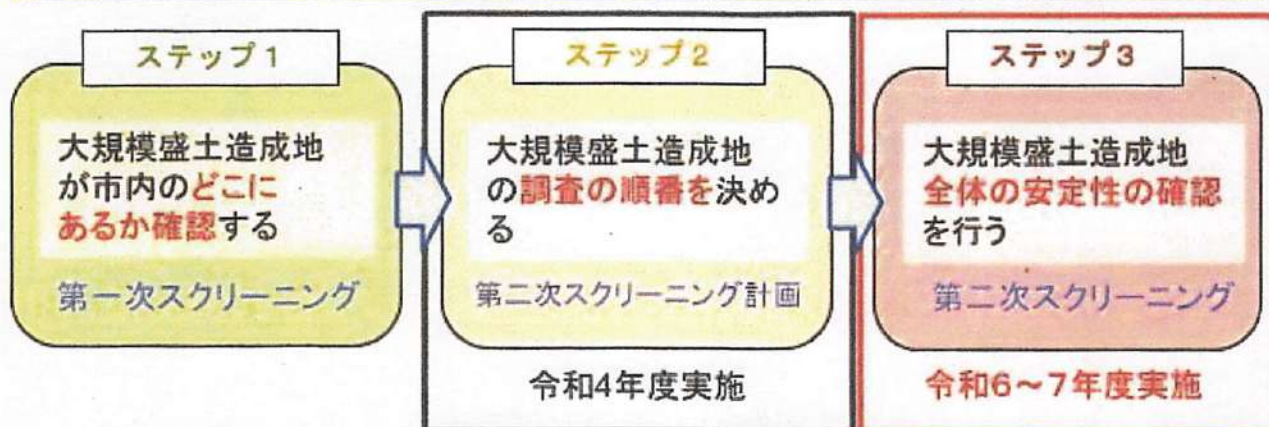 ステップ1
大規模盛土造成地
が市内のどこに
あるか確認する
第一次スクリーニング
ステップ2
大規模盛土造成地
の調査の順番を決め
る
第二次スクリーニング計画
令和4年度実施
ステップ3
大規模盛土造成地
全体の安定性の確認
を行う
第二次スクリーニング
令和6~7年度実施